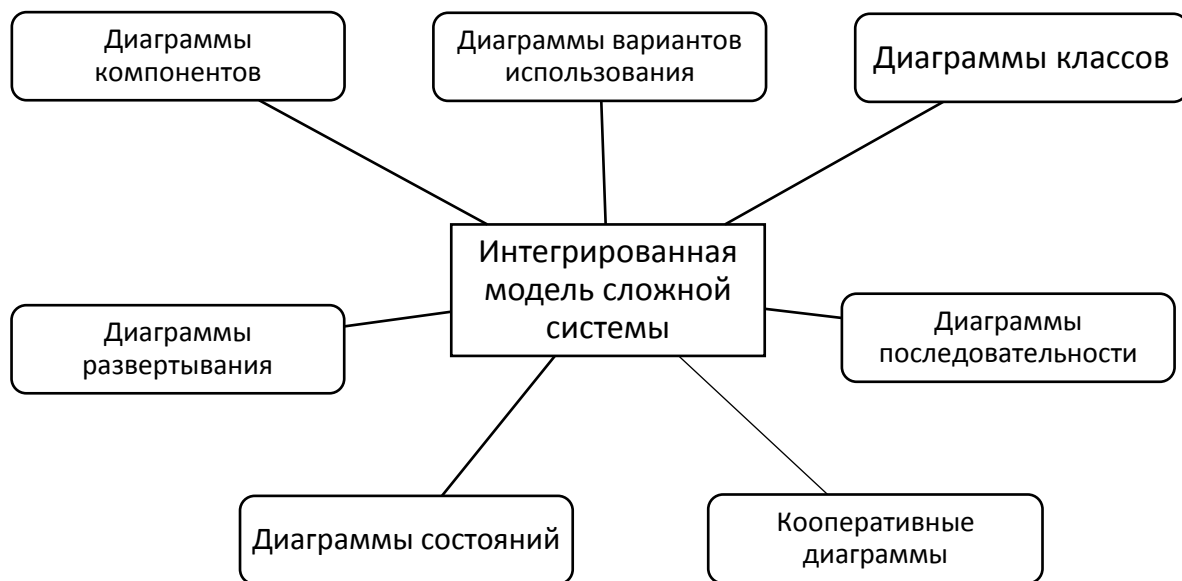 Диаграммы
компонентов
Диаграммы вариантов
использования
Диаграммы классов
Интегрированная
модель сложной
системы
Диаграммы
развертывания
Диаграммы
последовательности
Диаграммы состояний
Кооперативные
диаграммы